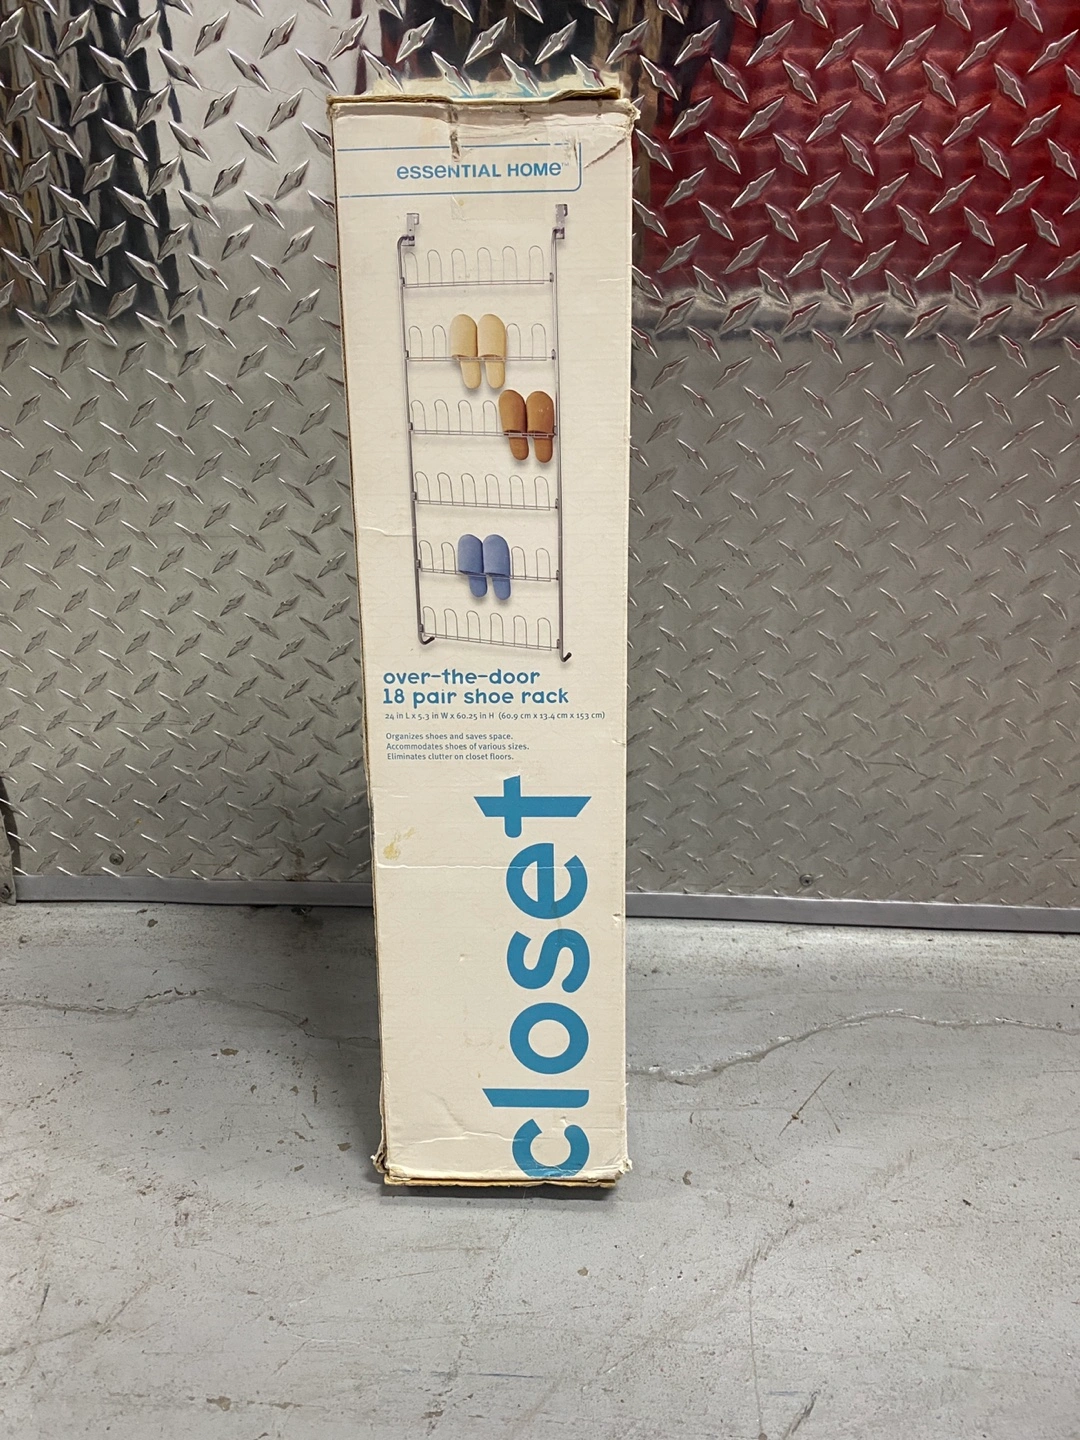 essenTIAL HOMe™
over-the-door
18 pair shoe rack
24 in L x 5.3 in W x 60.25 in H (60.9 cm x 13.4 cm x 153 cm)
Organizes shoes and saves space.
Accommodates shoes of various sizes.
Eliminates clutter on closet floors.
closet